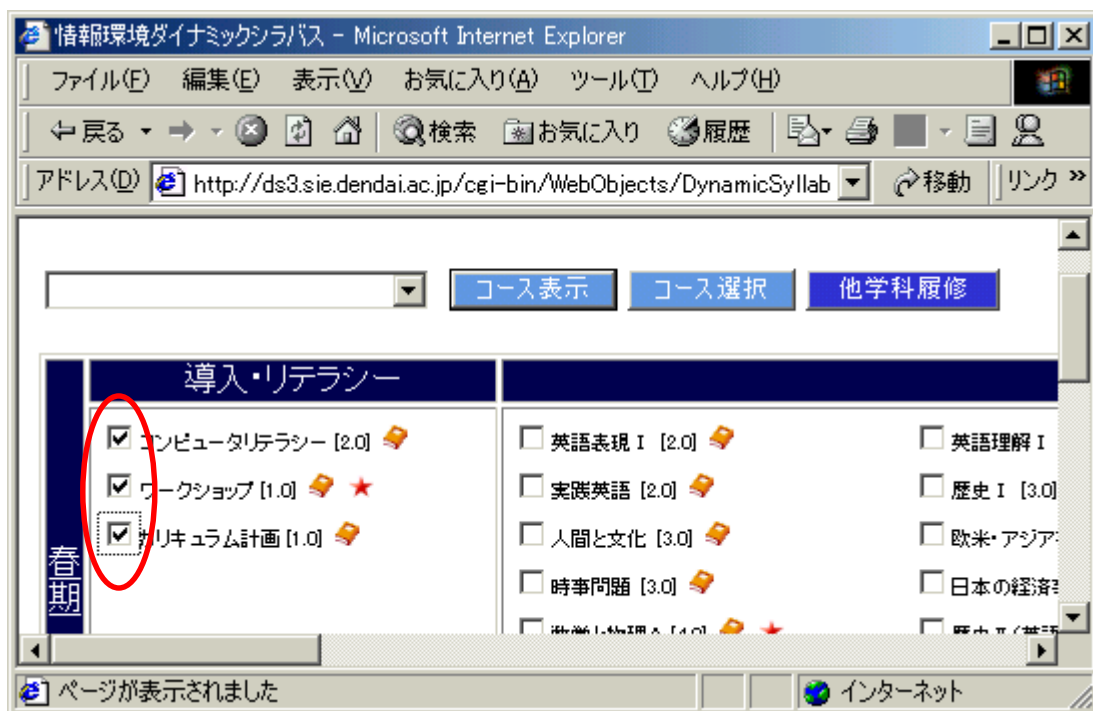 情報環境ダイナミックシラバス - Microsoft Internet Explorer
ファイル(F) 編集(E) 表示(V) お気に入り(A) ツール(T) ヘルプ(H)
戻る 検索 お気に入り 履歴
アドレス(D) http://ds3.sie.dendai.ac.jp/cgi-bin/WebObjects/DynamicSyllab 移動 リンク »
コース表示 コース選択 他学科履修
導入・リテラシー
春期
コンピュータリテラシー [2.0] 英語表現 I [2.0] 英語理解 I
ワークショップ [1.0] ★ 実践英語 [2.0] 歴史 I [3.0]
カリキュラム計画 [1.0] 人間と文化 [3.0] 欧米・アジア
時事問題 [3.0] 日本の経済
ページが表示されました インターネット